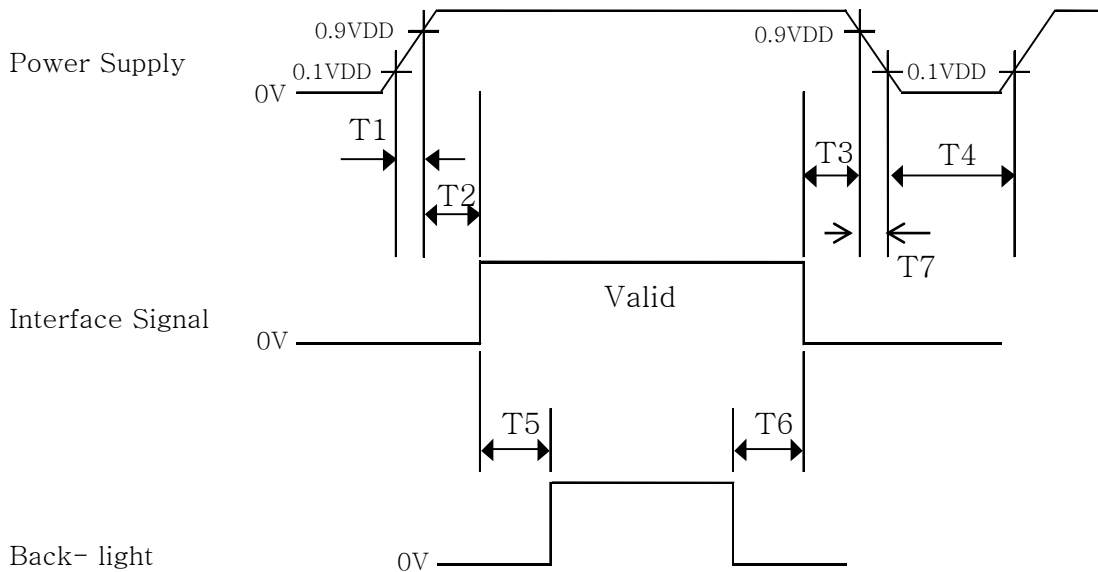 0.9VDD
0.9VDD
Power Supply
0.1VDD
0.1VDD
0V
T1
T3
T4
T2
T7
Valid
Interface Signal
0V
T5
T6
Back- light
0V